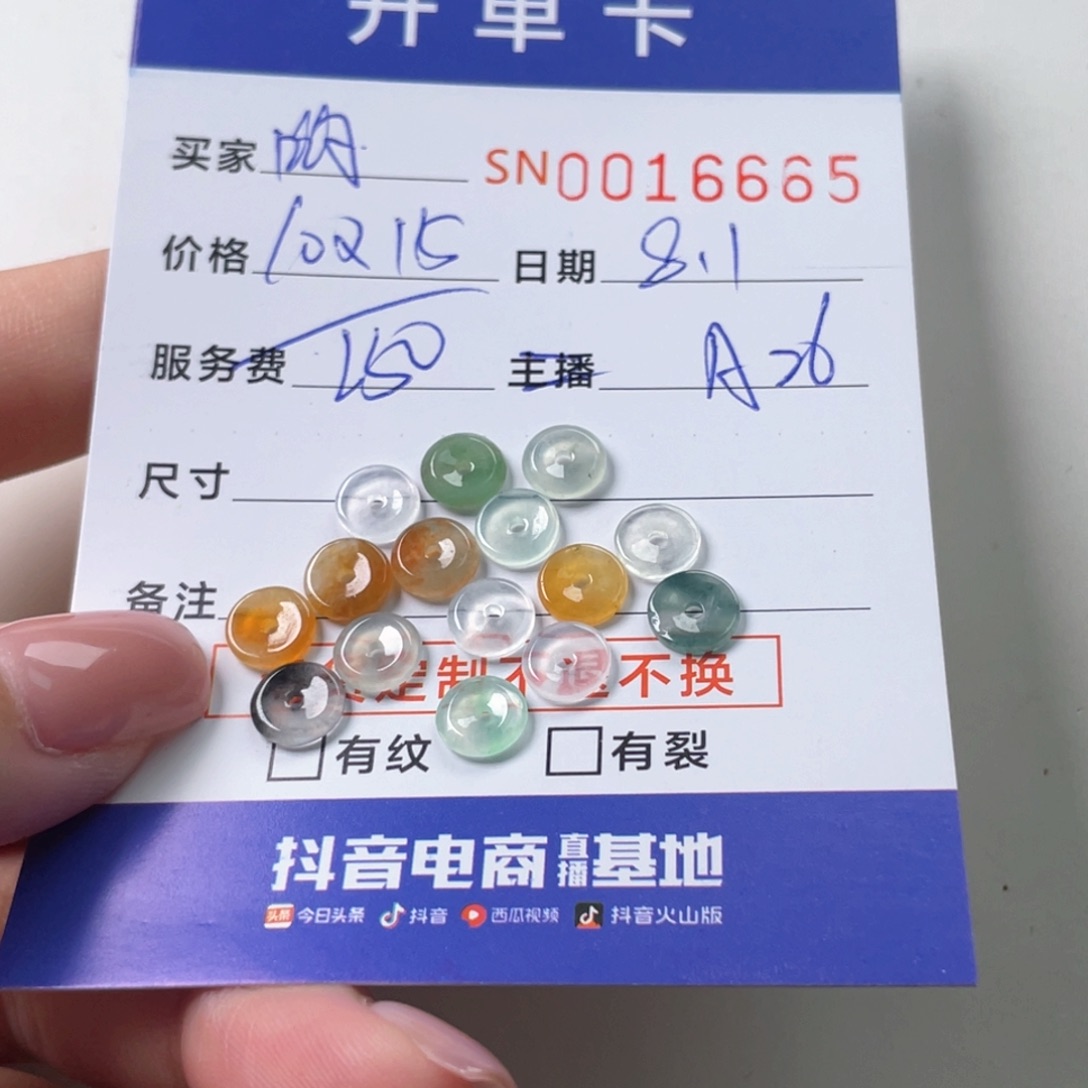 开单卡
买家 SN0016665
价格 日期 8.1
服务费 150 主播 A26
尺寸
备注
定制不退不换
有纹 有裂
抖音电商直播基地
头条 今日头条 抖音 西瓜视频 抖音火山版